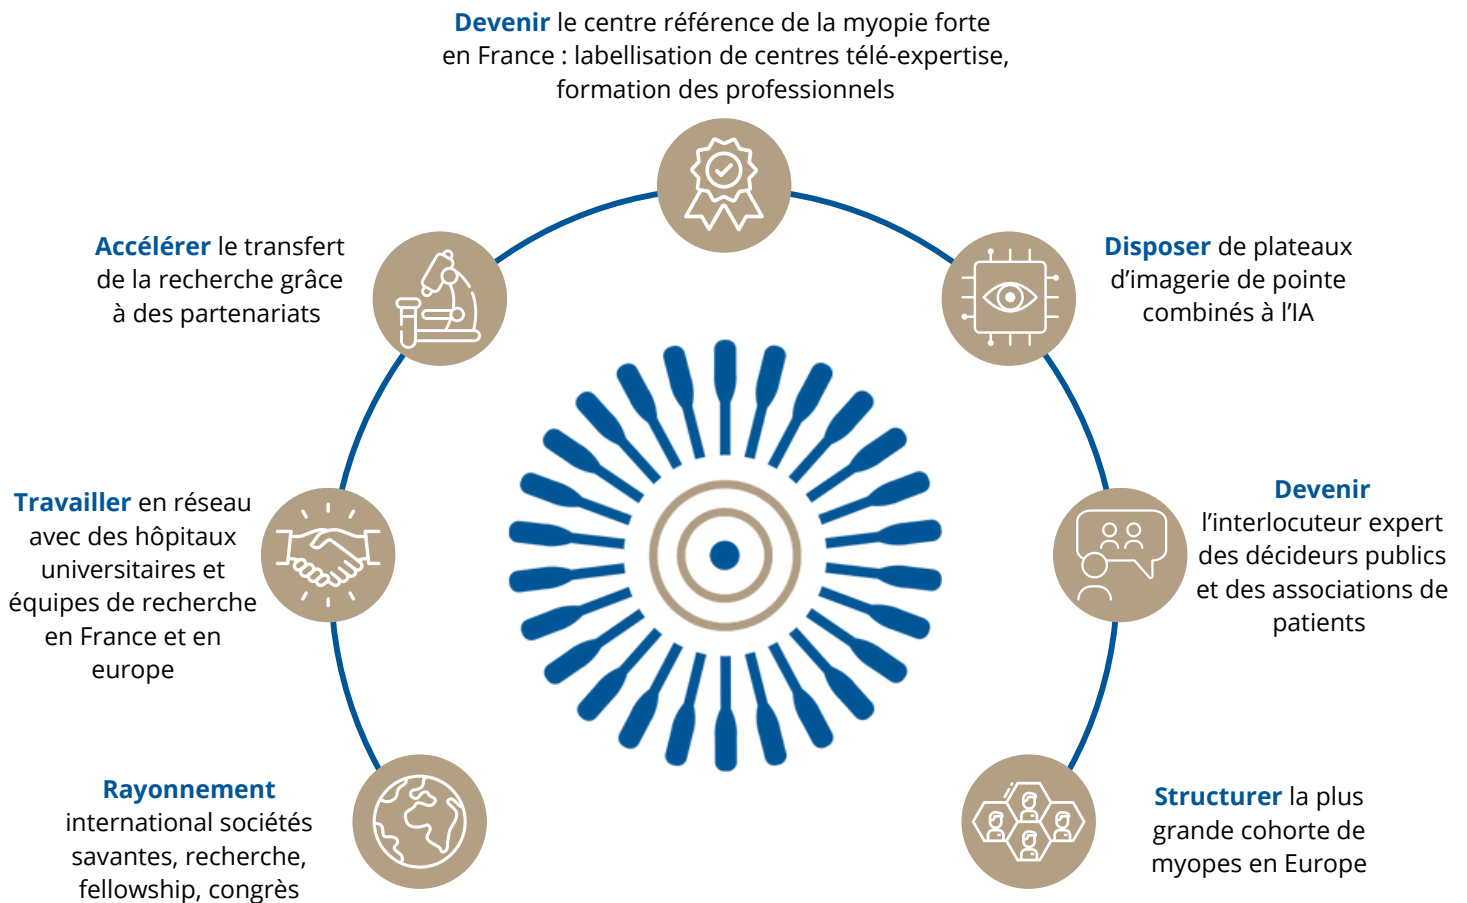 Devenir le centre référence de la myopie forte
en France : labellisation de centres télé-expertise,
formation des professionnels
Accélérer le transfert
de la recherche grâce
à des partenariats
Disposer de plateaux
d’imagerie de pointe
combinés à l’IA
Travailler en réseau
avec des hôpitaux
universitaires et
équipes de recherche
en France et en
europe
Devenir
l’interlocuteur expert
des décideurs publics
et des associations de
patients
Rayonnement
international sociétés
savantes, recherche,
fellowship, congrès
Structurer la plus
grande cohorte de
myopes en Europe